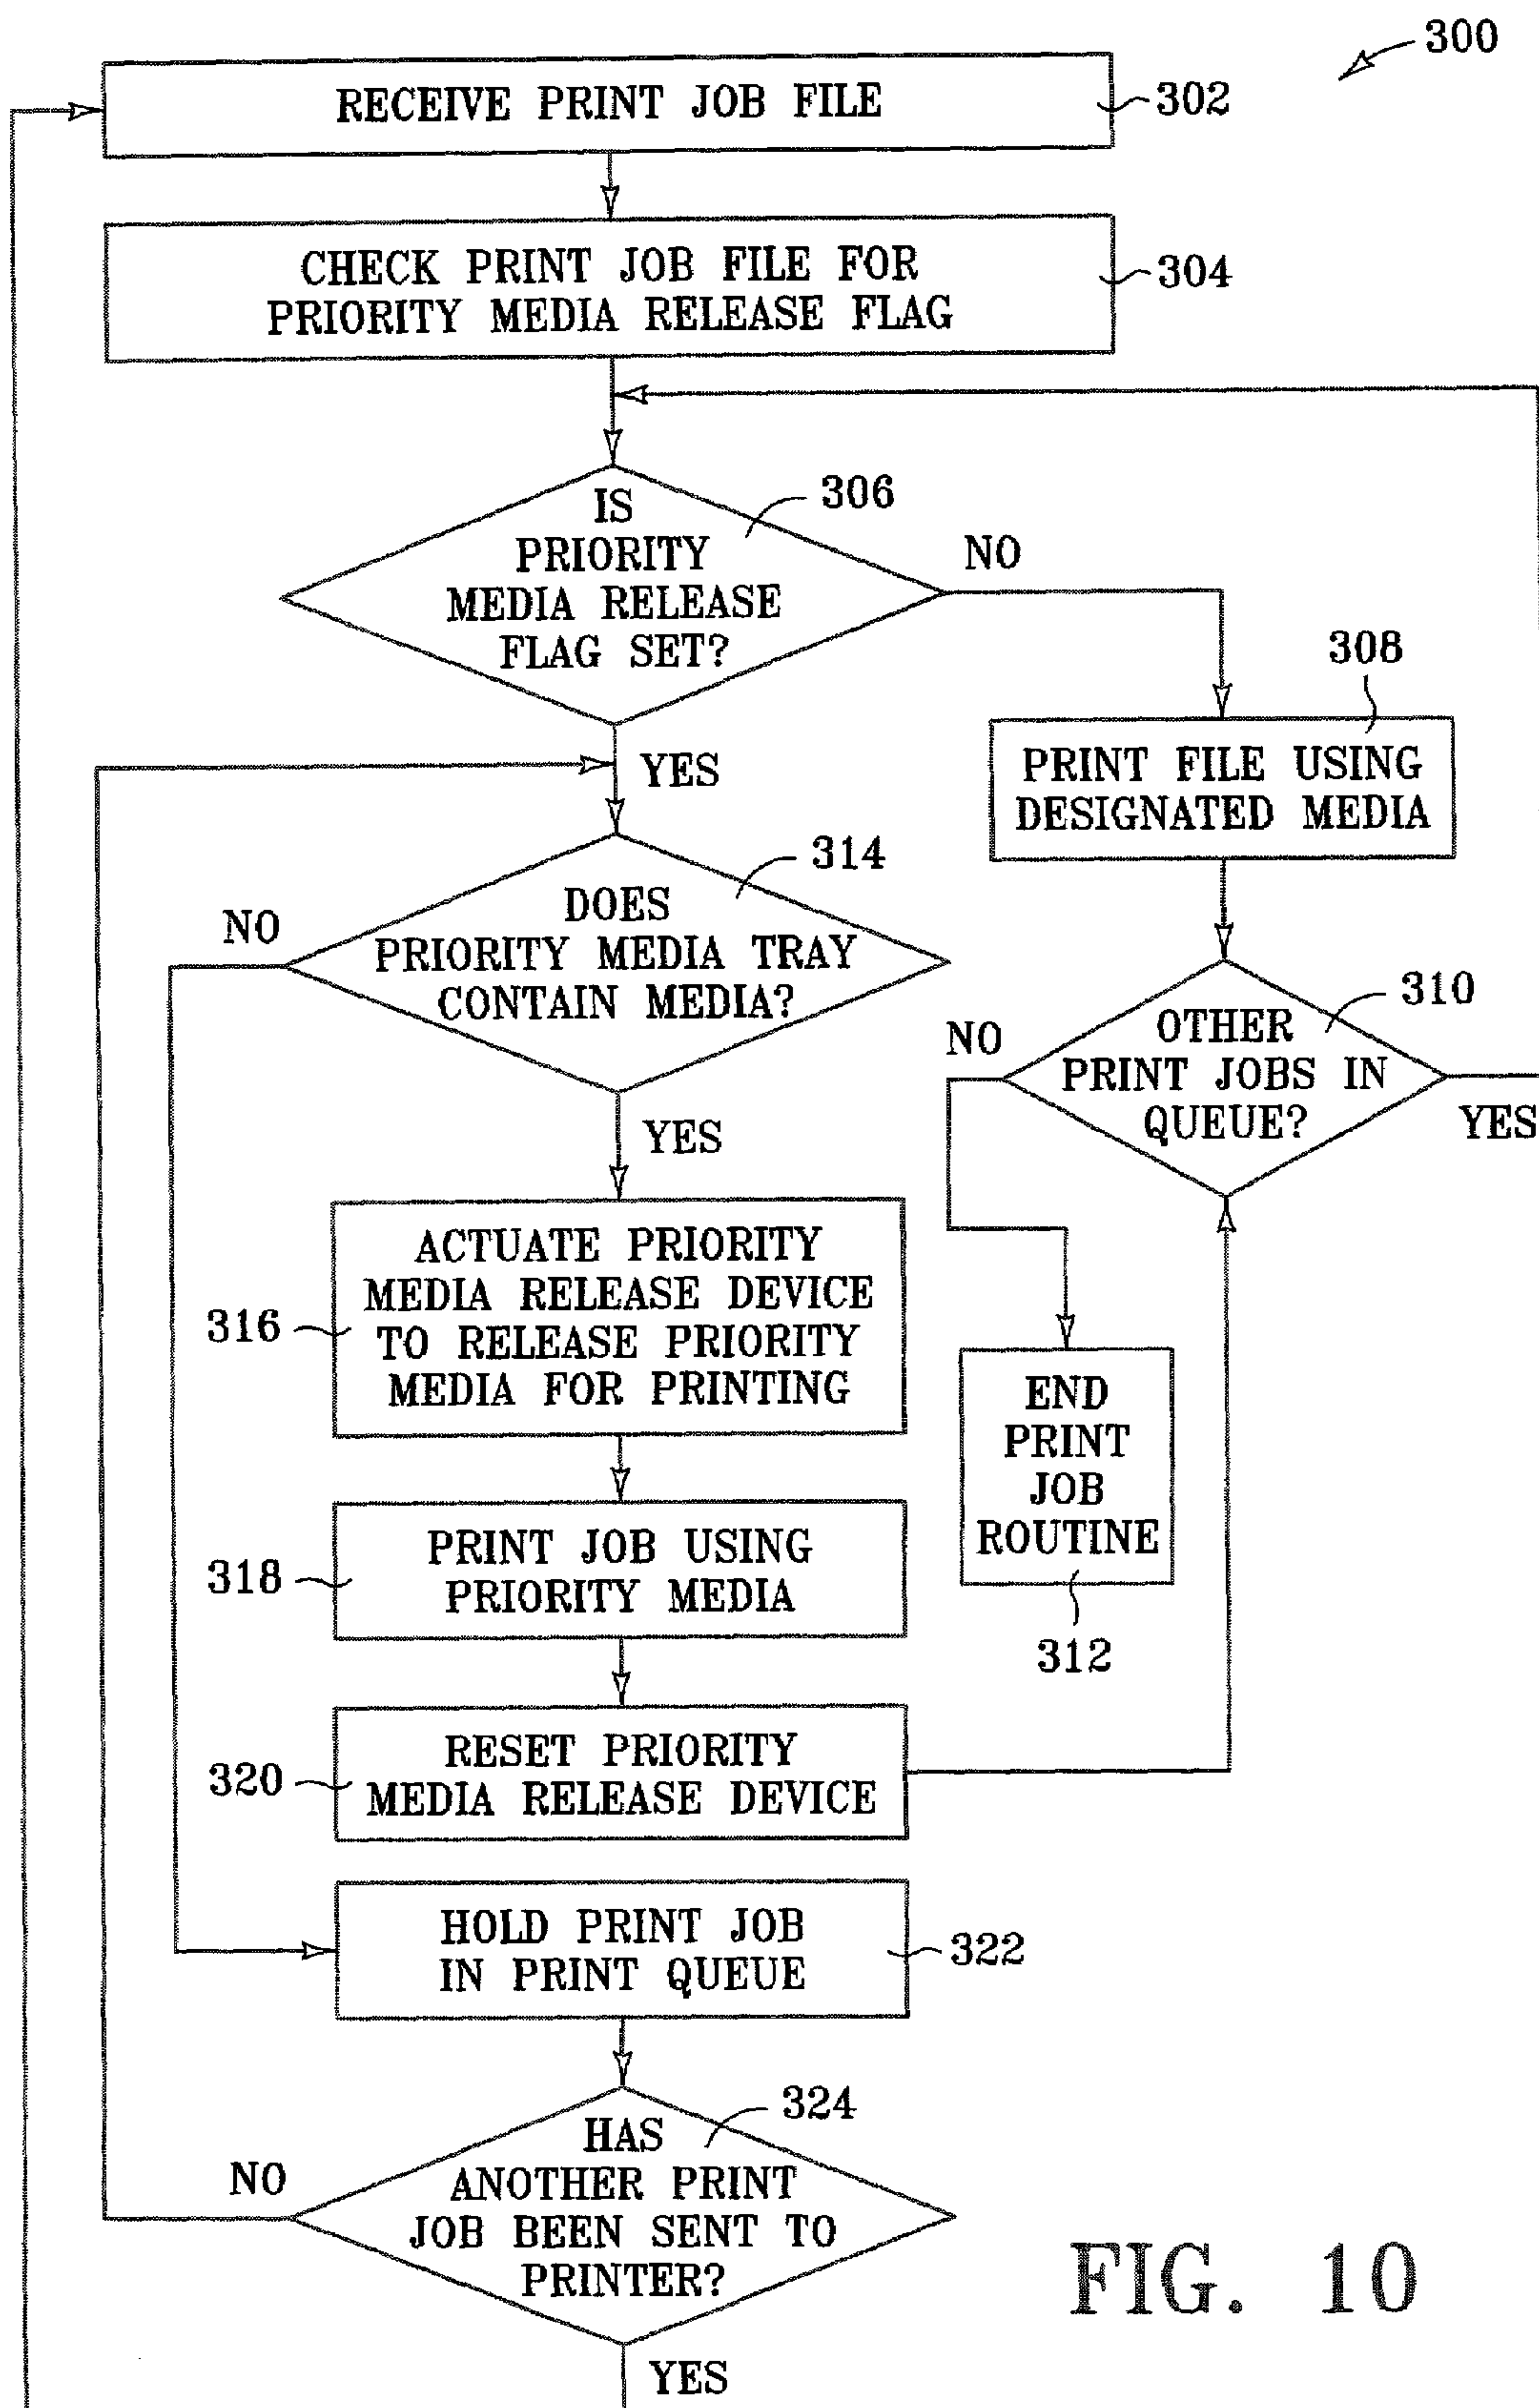 300
RECEIVE PRINT JOB FILE
302
CHECK PRINT JOB FILE FOR
PRIORITY MEDIA RELEASE FLAG
304
IS
PRIORITY
MEDIA RELEASE
FLAG SET?
306
NO
YES
308
PRINT FILE USING
DESIGNATED MEDIA
DOES
PRIORITY MEDIA TRAY
CONTAIN MEDIA?
314
NO
YES
OTHER
PRINT JOBS IN
QUEUE?
310
NO
YES
ACTUATE PRIORITY
MEDIA RELEASE DEVICE
TO RELEASE PRIORITY
MEDIA FOR PRINTING
316
END
PRINT
JOB
ROUTINE
312
PRINT JOB USING
PRIORITY MEDIA
318
RESET PRIORITY
MEDIA RELEASE DEVICE
320
HOLD PRINT JOB
IN PRINT QUEUE
322
HAS
ANOTHER PRINT
JOB BEEN SENT TO
PRINTER?
324
NO
YES
FIG. 10